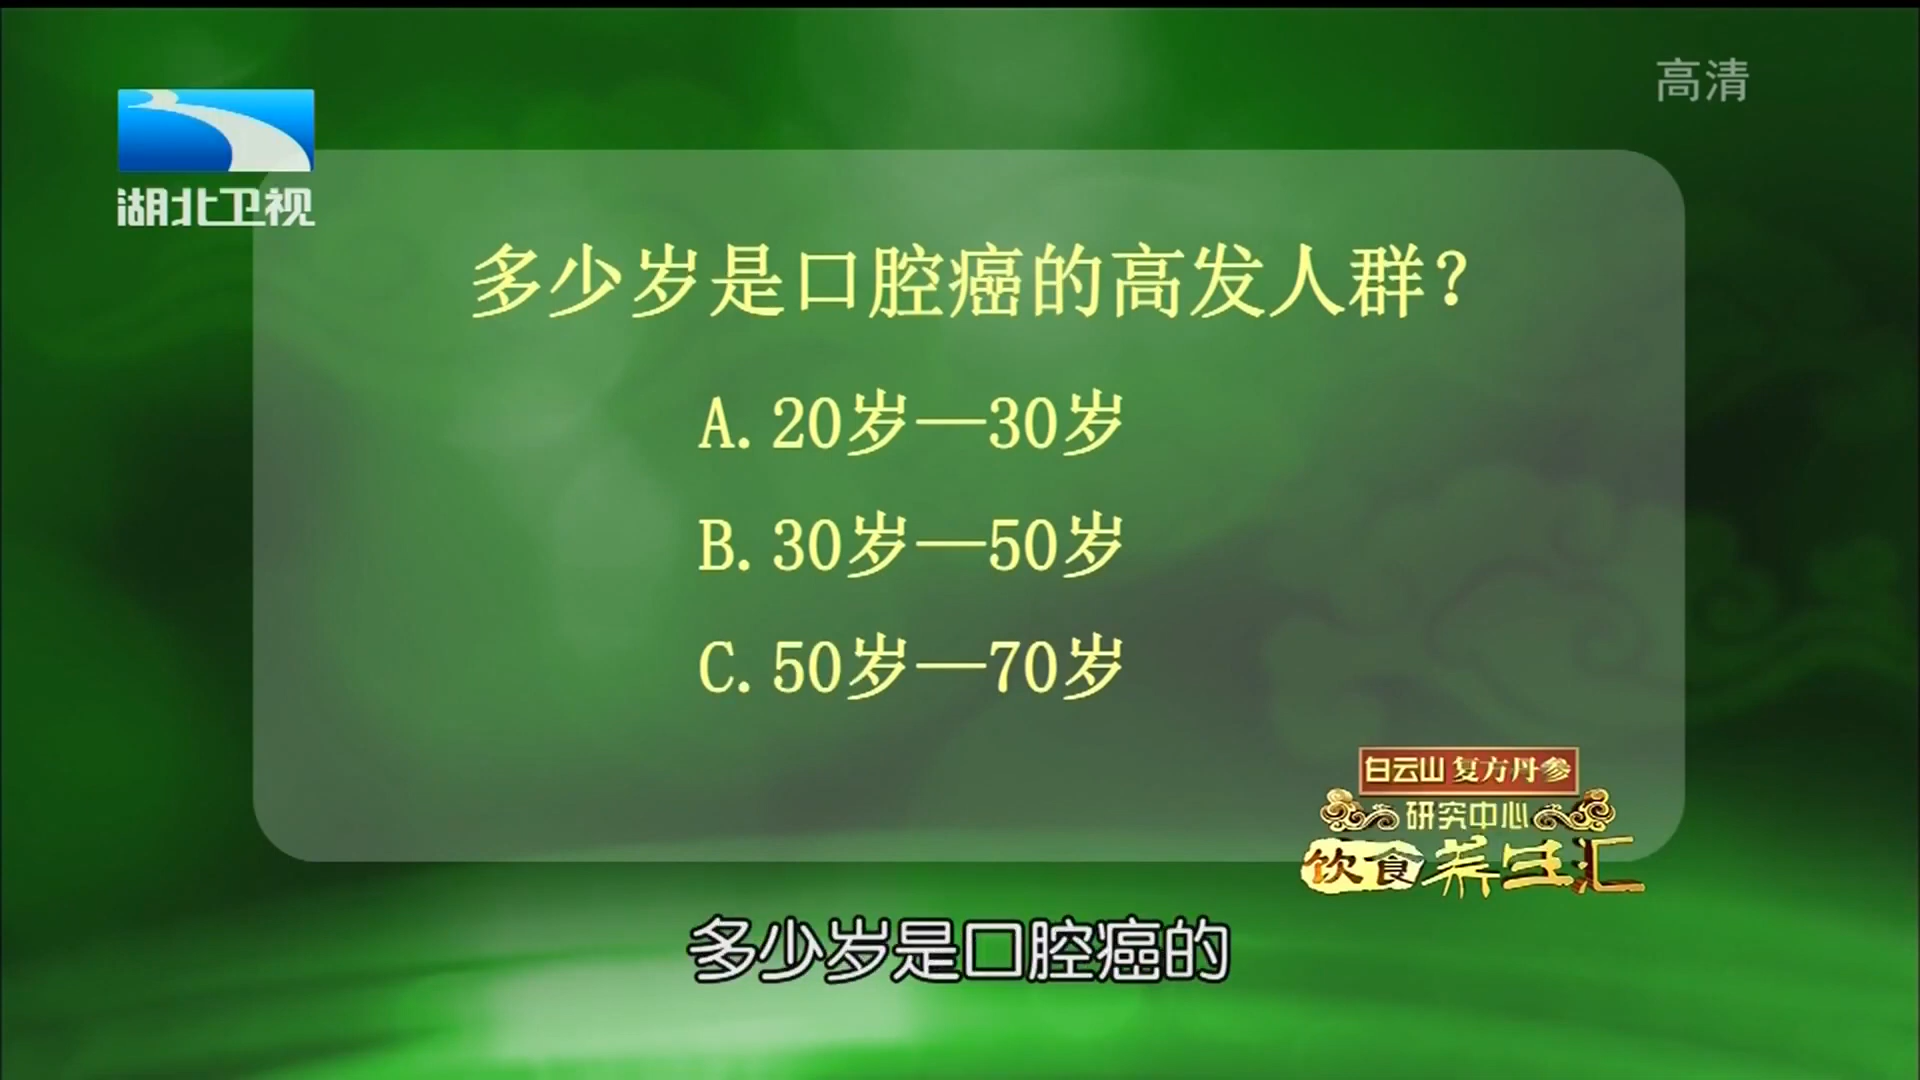 高清
湖北卫视
多少岁是口腔癌的高发人群?
A.20岁—30岁
B.30岁—50岁
C.50岁—70岁
白云山 复方丹参
研究中心
饮食养生汇
多少岁是口腔癌的